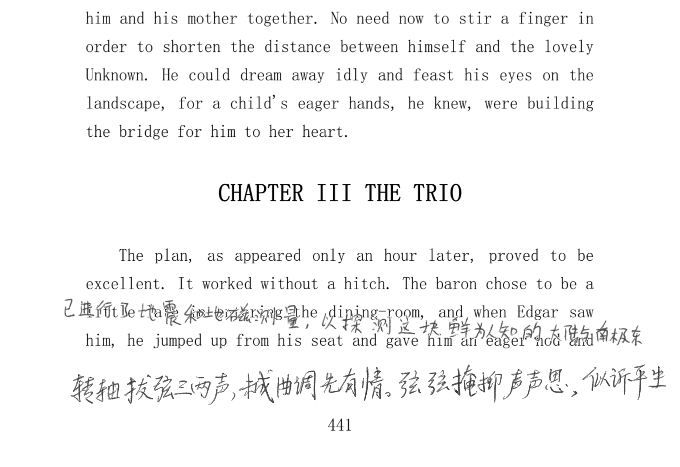 him and his mother together. No need now to stir a finger in
order to shorten the distance between himself and the lovely
Unknown. He could dream away idly and feast his eyes on the
landscape, for a child's eager hands, he knew, were building
the bridge for him to her heart.
CHAPTER III THE TRIO
The plan, as appeared only an hour later, proved to be
excellent. It worked without a hitch. The baron chose to be a
little late in entering the dining-room, and when Edgar saw
已进行了地震和地磁测量，以探测这块鲜为人知的大陆与南极东
him, he jumped up from his seat and gave him an eager nod and
转抽拔弦三两声，未成曲调先有情。弦弦掩抑声声思，似诉平生
441